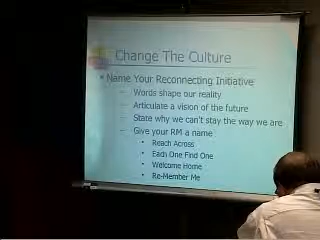 Change The Culture
Name Your Reconnecting Initiative
– Words shape our reality
– Articulate a vision of the future
– State why we can't stay the way we are
– Give your RM a name
• Reach Across
• Each One Find One
• Welcome Home
• Re-Member Me